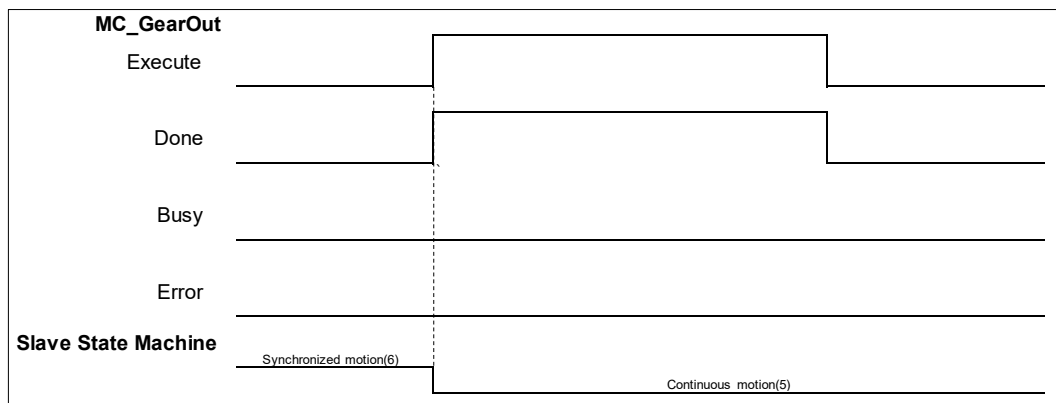 MC_GearOut
Execute
Done
Busy
Error
Slave State Machine
Synchronized motion(6)
Continuous motion(5)